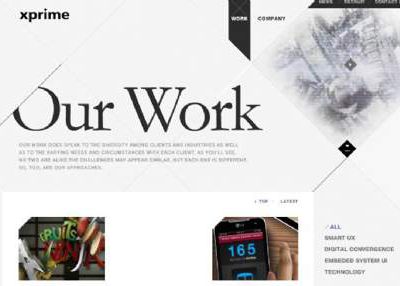 xprime
WORK
COMPANY
NEWS
RECRUIT
CONTACT
Our Work
OUR WORK DOES SPEAK TO THE DIVERSITY AMONG CLIENTS AND INDUSTRIES AS WELL
AS TO THE VARYING NEEDS AND CIRCUMSTANCES WITH EACH CLIENT, AS YOU'LL SEE,
NO TWO ARE ALIKE.THE CHALLENGES MAY APPEAR SIMILAR, BUT EACH ONE IS DIFFERENT.
SO, TOO, ARE OUR APPROACHES.
TOP
LATEST
FRUITS
165
/ ALL
SMART UX
DIGITAL CONVERGENCE
EMBEDED SYSTEM UI
TECHNOLOGY